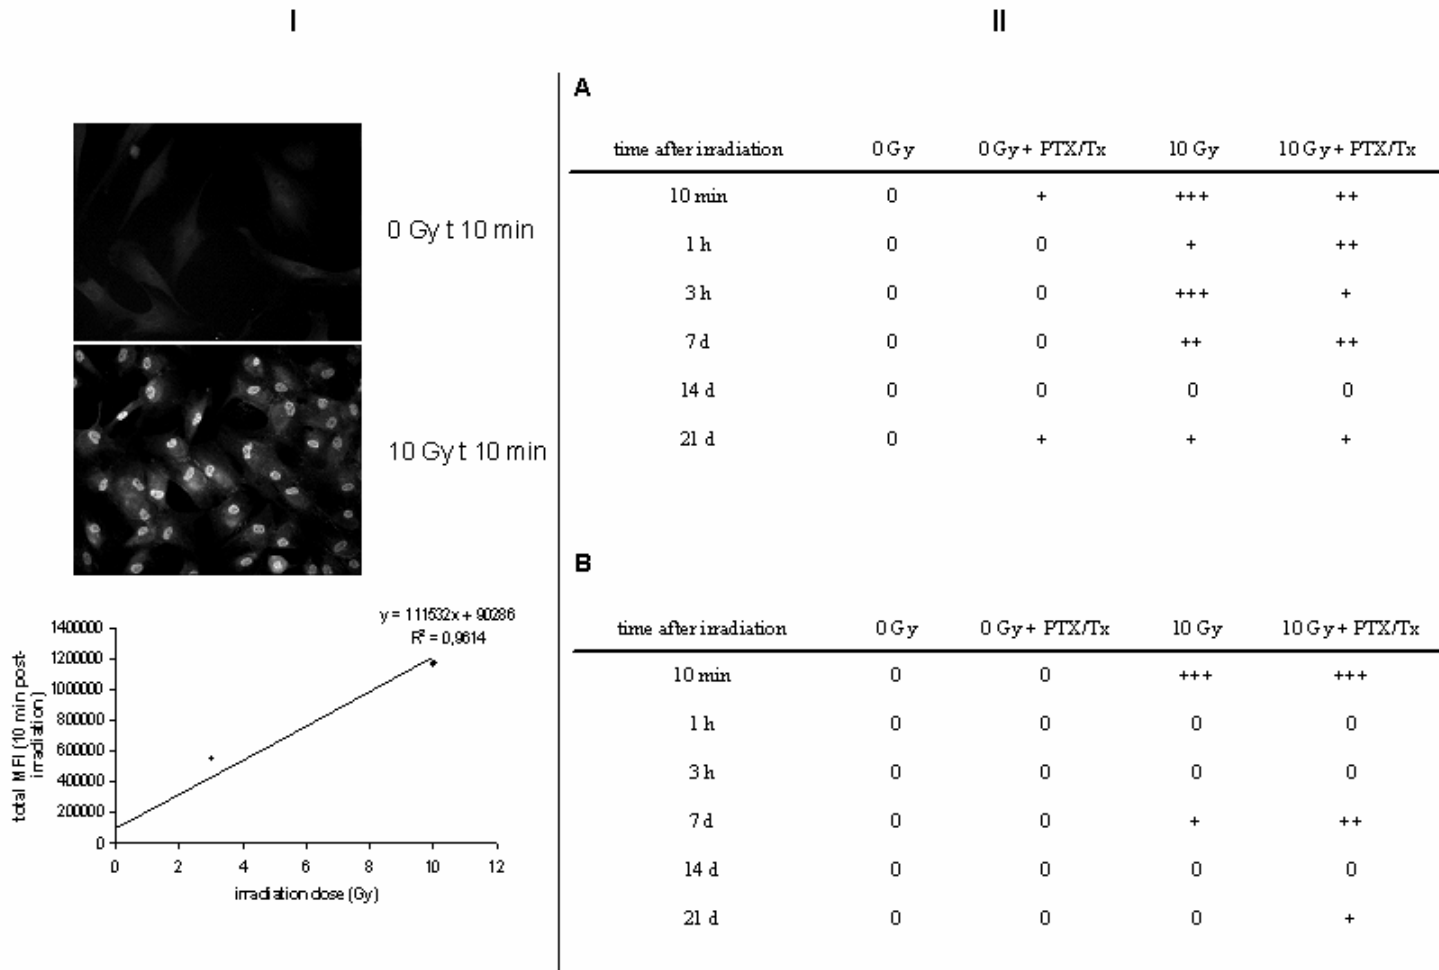 I
II
0 Gy t 10 min
10 Gy t 10 min
y = 111532x + 90286
R² = 0,9614
1400000
1200000
1000000
800000
600000
400000
200000
0
total MFI (10 min post-
irradiation)
0 2 4 6 8 10 12
irradiation dose (Gy)
A
time after irradiation 0 Gy 0 Gy + PTX/Tx 10 Gy 10 Gy + PTX/Tx
10 min 0 + +++ ++
1 h 0 0 + ++
3 h 0 0 +++ +
7 d 0 0 ++ ++
14 d 0 0 0 0
21 d 0 + + +
B
time after irradiation 0 Gy 0 Gy + PTX/Tx 10 Gy 10 Gy + PTX/Tx
10 min 0 0 +++ +++
1 h 0 0 0 0
3 h 0 0 0 0
7 d 0 0 + ++
14 d 0 0 0 0
21 d 0 0 0 +